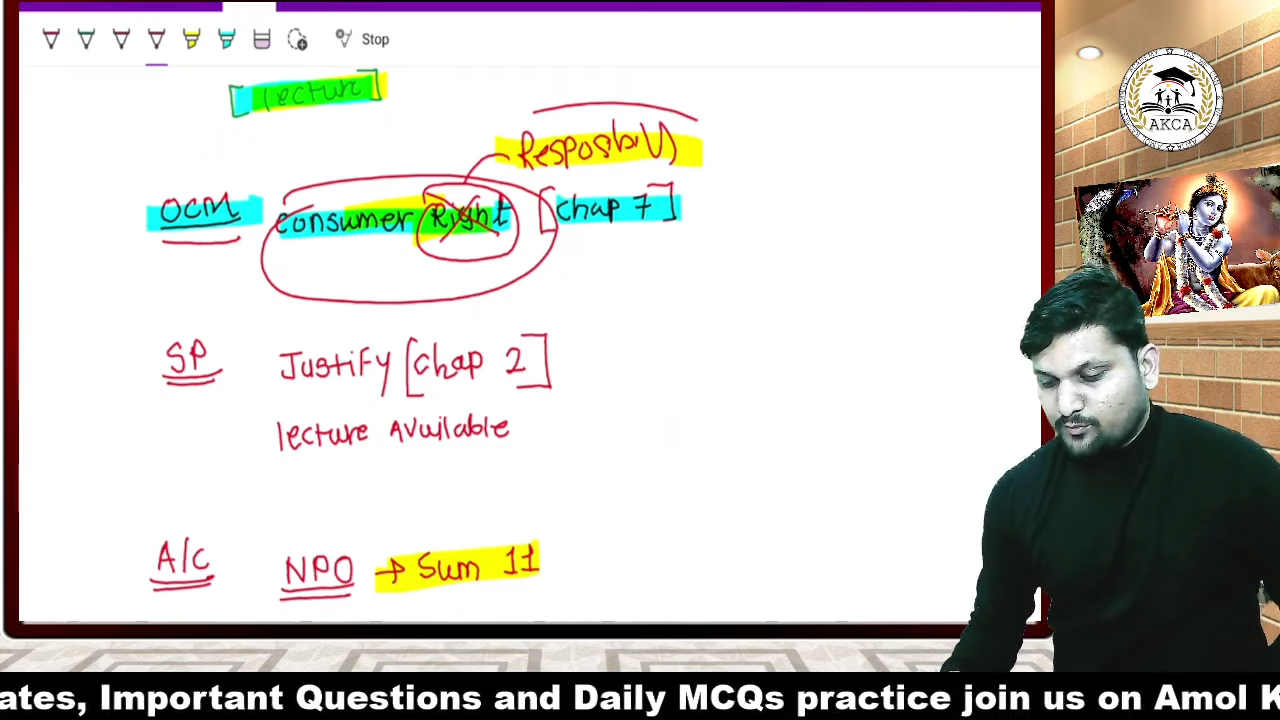 Stop
[lecture]
Resposibil
OCM consumer Right [chap 7]
SP Justify [chap 2]
lecture Available
A/C NPO → Sum 11
AKCA
ates, Important Questions and Daily MCQs practice join us on Amol K